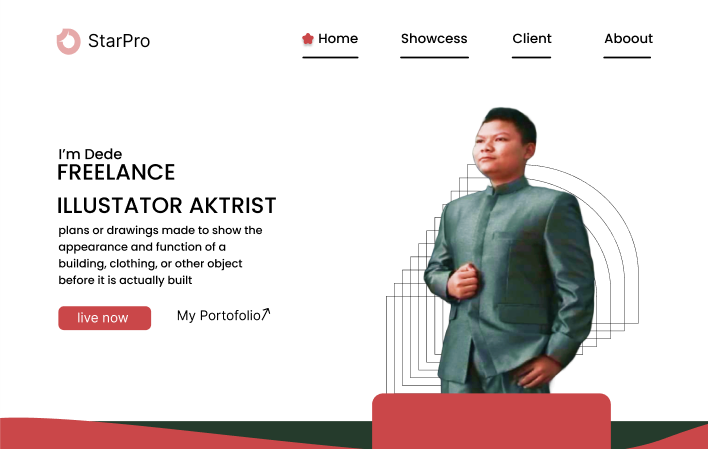 StarPro
Home
Showcess
Client
Aboout
I'm Dede
FREELANCE
ILLUSTATOR AKTRIST
plans or drawings made to show the
appearance and function of a
building, clothing, or other object
before it is actually built
live now
My Portofolio